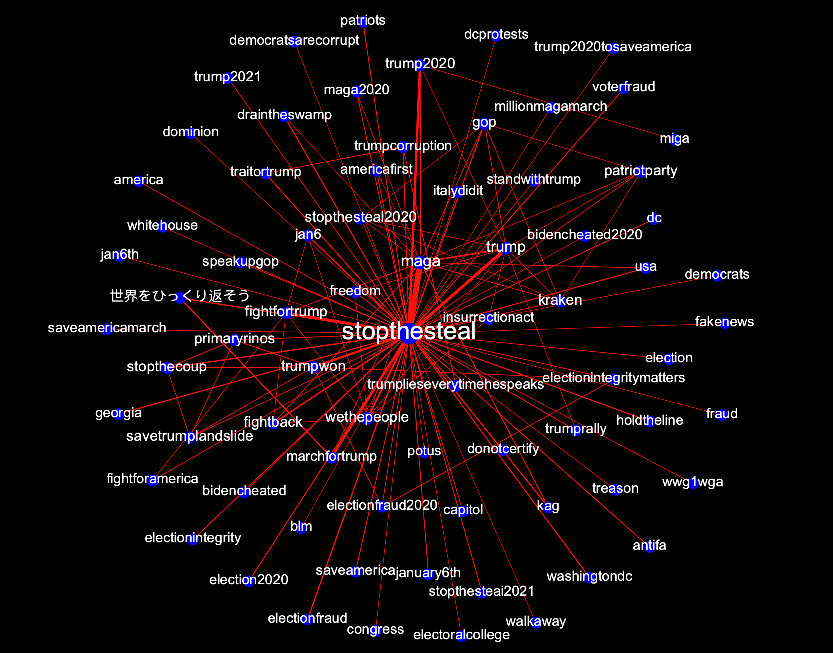 patriots
dcprotests
democratsarecorrupt
trump2020tosaveamerica
trump2020
trump2021
maga2020
voterfraud
millionmagamarch
draintheswamp
gop
dominion
miga
trumpcorruption
americafirst
patriotparty
traitortrump
standwithtrump
america
italydidit
stopthesteal2020
dc
whitehouse
jan6
bidencheated2020
trump
jan6th
speakupgop
maga
usa
democrats
世界をひっくり返そう
freedom
kraken
fightfortrump
insurrectionact
fakenews
saveamericamarch
stopthesteal
primaryrinos
election
stopthecoup
trumpwon
electionintegritymatters
trumplieseverytimehespeaks
georgia
fraud
wethepeople
holdtheline
fightback
trumprally
savetrumplandslide
donotcertify
potus
marchfortrump
fightforamerica
wwg1wga
bidencheated
treason
electionfraud2020
kag
capitol
blm
electionintegrity
antifa
saveamerica
january6th
washingtondc
election2020
stopthesteai2021
electionfraud
walkaway
congress
electoralcollege